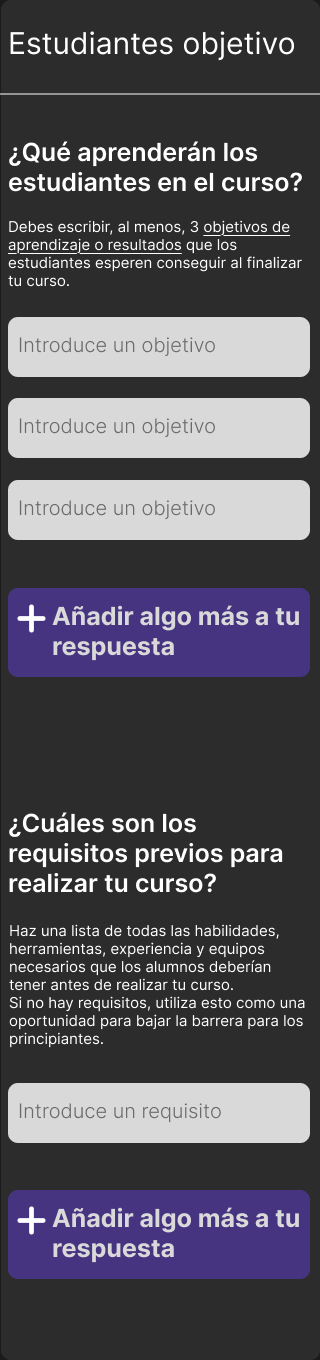 Estudiantes objetivo
¿Qué aprenderán los
estudiantes en el curso?
Debes escribir, al menos, 3 objetivos de
aprendizaje o resultados que los
estudiantes esperen conseguir al finalizar
tu curso.
Introduce un objetivo
Introduce un objetivo
Introduce un objetivo
Añadir algo más a tu
respuesta
¿Cuáles son los
requisitos previos para
realizar tu curso?
Haz una lista de todas las habilidades,
herramientas, experiencia y equipos
necesarios que los alumnos deberían
tener antes de realizar tu curso.
Si no hay requisitos, utiliza esto como una
oportunidad para bajar la barrera para los
principiantes.
Introduce un requisito
Añadir algo más a tu
respuesta